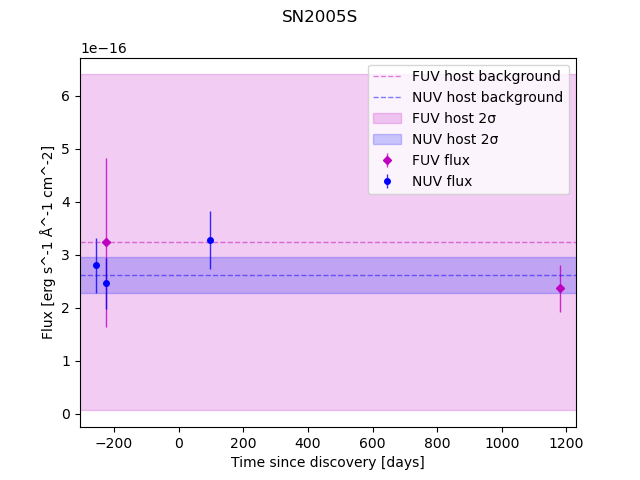 SN2005S
1e−16
FUV host background
NUV host background
FUV host 2σ
NUV host 2σ
FUV flux
NUV flux
Flux [erg s^-1 Å^-1 cm^-2]
6
5
4
3
2
1
0
−200 0 200 400 600 800 1000 1200
Time since discovery [days]